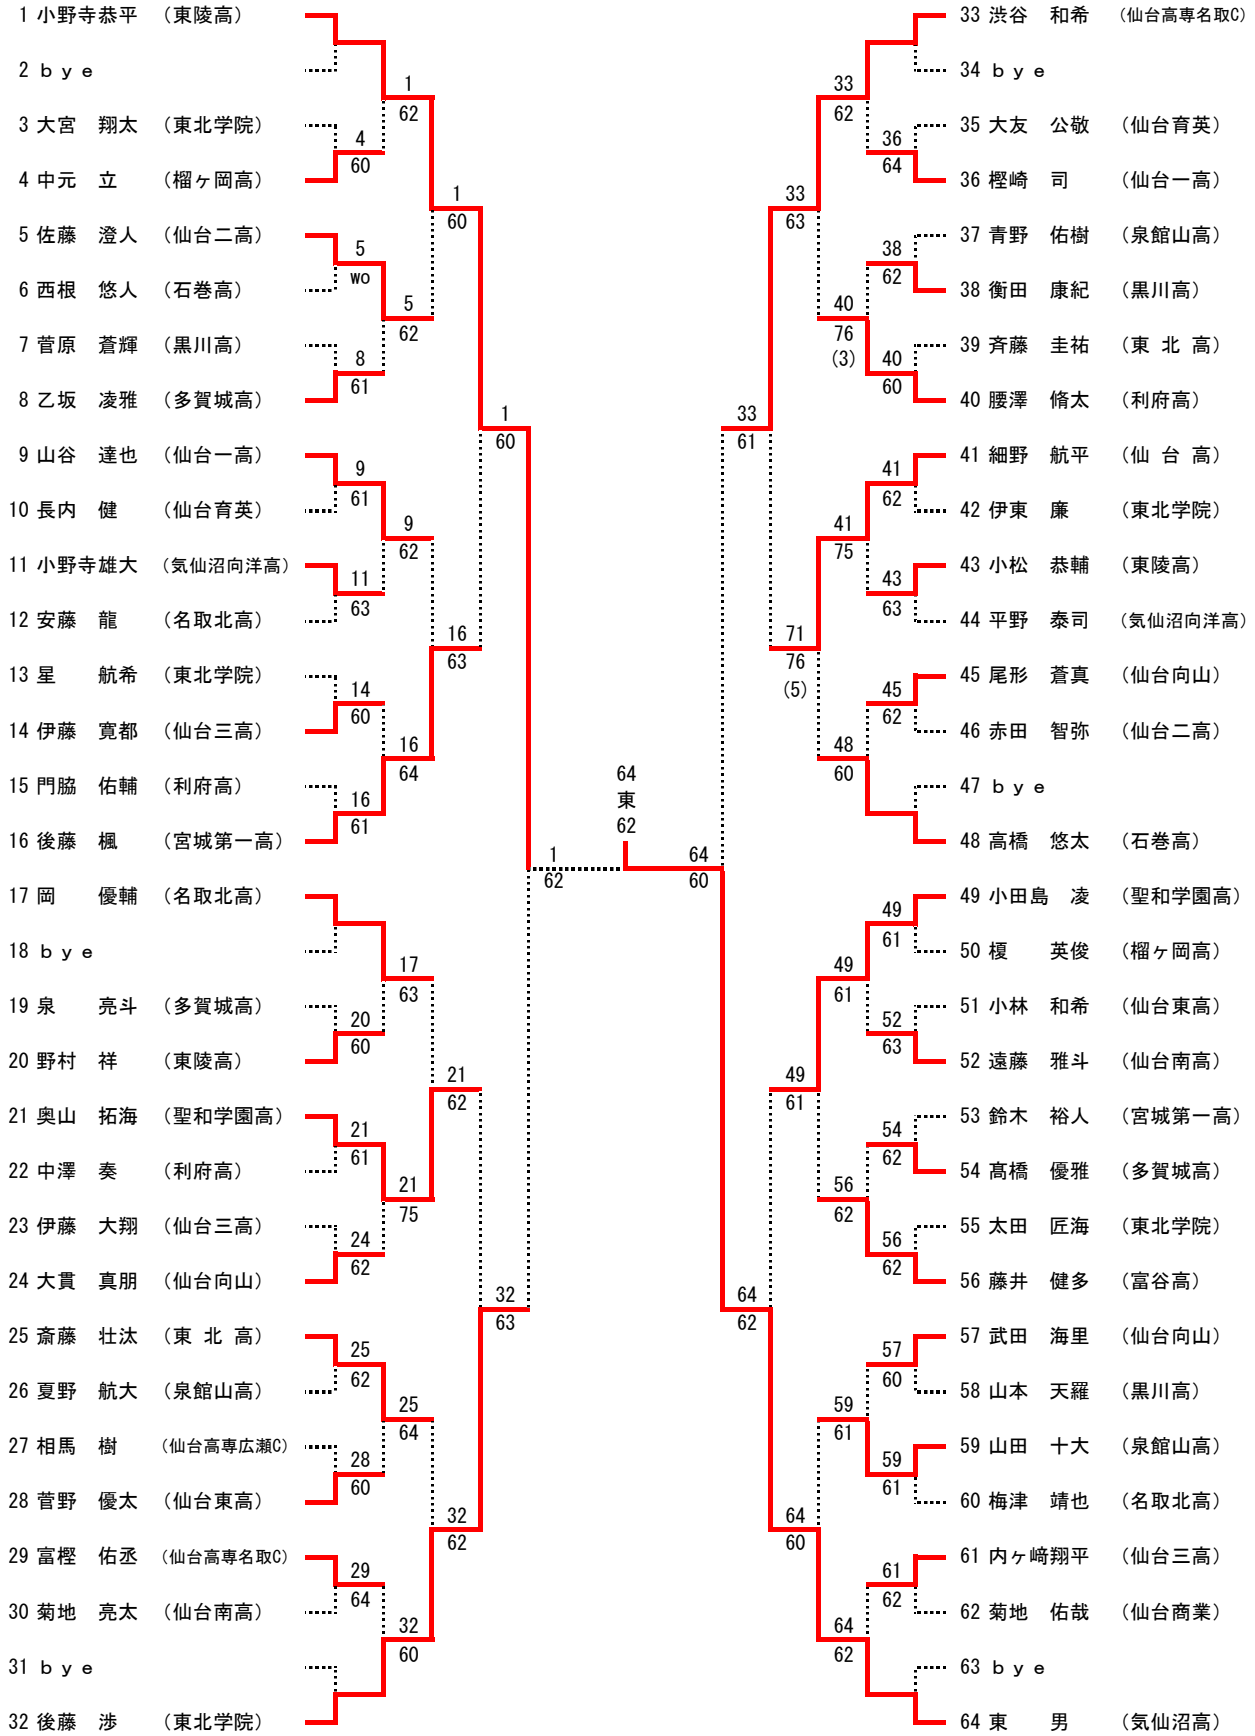 1 小野寺恭平 (東陵高)
2 ｂｙｅ
3 大宮 翔太 (東北学院)
4 中元 立 (榴ヶ岡高)
5 佐藤 澄人 (仙台二高)
6 西根 悠人 (石巻高)
7 菅原 蒼輝 (黒川高)
8 乙坂 凌雅 (多賀城高)
9 山谷 達也 (仙台一高)
10 長内 健 (仙台育英)
11 小野寺雄大 (気仙沼向洋高)
12 安藤 龍 (名取北高)
13 星 航希 (東北学院)
14 伊藤 寛都 (仙台三高)
15 門脇 佑輔 (利府高)
16 後藤 楓 (宮城第一高)
17 岡 優輔 (名取北高)
18 ｂｙｅ
19 泉 亮斗 (多賀城高)
20 野村 祥 (東陵高)
21 奥山 拓海 (聖和学園高)
22 中澤 奏 (利府高)
23 伊藤 大翔 (仙台三高)
24 大貫 真朋 (仙台向山)
25 斎藤 壮汰 (東 北 高)
26 夏野 航大 (泉館山高)
27 相馬 樹 (仙台高専広瀬C)
28 菅野 優太 (仙台東高)
29 富樫 佑丞 (仙台高専名取C)
30 菊地 亮太 (仙台南高)
31 ｂｙｅ
32 後藤 渉 (東北学院)
4
60
5
wo
8
61
9
61
11
63
14
60
16
61
20
60
21
61
24
62
25
62
28
60
29
64
1
62
5
62
9
62
16
64
17
63
21
75
25
64
32
60
1
60
16
63
21
62
32
62
1
60
32
63
1
62
64
東
62
64
60
33
61
64
62
33
63
71
76
(5)
49
61
64
60
33
62
40
76
(3)
41
75
48
60
49
61
56
62
59
61
64
62
36
64
38
62
40
60
41
62
43
63
45
62
49
61
52
63
54
62
56
62
57
60
59
61
61
62
33 渋谷 和希 (仙台高専名取C)
34 ｂｙｅ
35 大友 公敬 (仙台育英)
36 樫崎 司 (仙台一高)
37 青野 佑樹 (泉館山高)
38 衡田 康紀 (黒川高)
39 斉藤 圭祐 (東 北 高)
40 腰澤 脩太 (利府高)
41 細野 航平 (仙 台 高)
42 伊東 廉 (東北学院)
43 小松 恭輔 (東陵高)
44 平野 泰司 (気仙沼向洋高)
45 尾形 蒼真 (仙台向山)
46 赤田 智弥 (仙台二高)
47 ｂｙｅ
48 高橋 悠太 (石巻高)
49 小田島 凌 (聖和学園高)
50 榎 英俊 (榴ヶ岡高)
51 小林 和希 (仙台東高)
52 遠藤 雅斗 (仙台南高)
53 鈴木 裕人 (宮城第一高)
54 髙橋 優雅 (多賀城高)
55 太田 匠海 (東北学院)
56 藤井 健多 (富谷高)
57 武田 海里 (仙台向山)
58 山本 天羅 (黒川高)
59 山田 十大 (泉館山高)
60 梅津 靖也 (名取北高)
61 内ヶ﨑翔平 (仙台三高)
62 菊地 佑哉 (仙台商業)
63 ｂｙｅ
64 東 男 (気仙沼高)